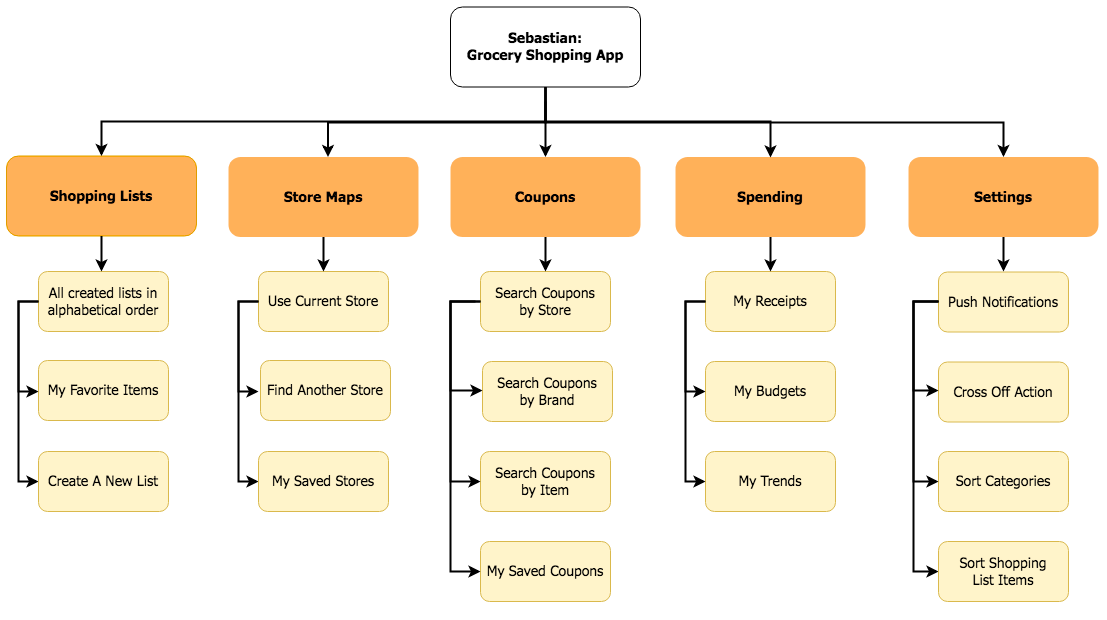 Sebastian:
Grocery Shopping App
Shopping Lists
Store Maps
Coupons
Spending
Settings
All created lists in
alphabetical order
My Favorite Items
Create A New List
Use Current Store
Find Another Store
My Saved Stores
Search Coupons
by Store
Search Coupons
by Brand
Search Coupons
by Item
My Saved Coupons
My Receipts
My Budgets
My Trends
Push Notifications
Cross Off Action
Sort Categories
Sort Shopping
List Items